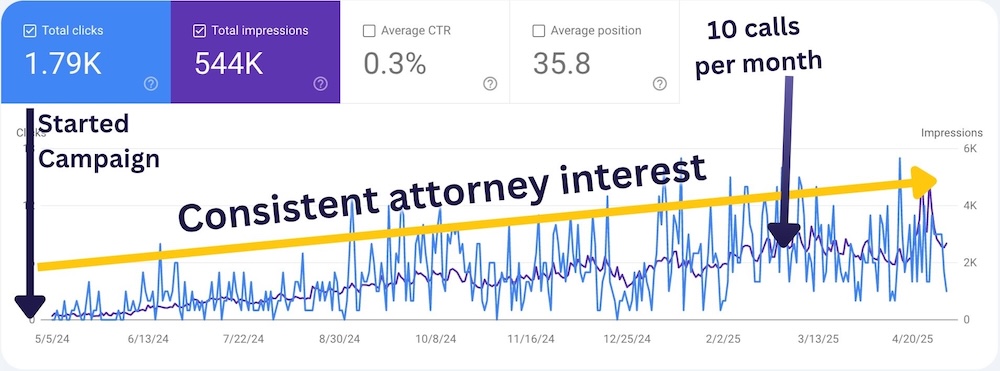 Total clicks
1.79K
Total impressions
544K
Average CTR
0.3%
Average position
35.8
10 calls
per month
Started
Campaign
Impressions
6K
4K
2K
0
Consistent attorney interest
5/5/24
6/13/24
7/22/24
8/30/24
10/8/24
11/16/24
12/25/24
2/2/25
3/13/25
4/20/25